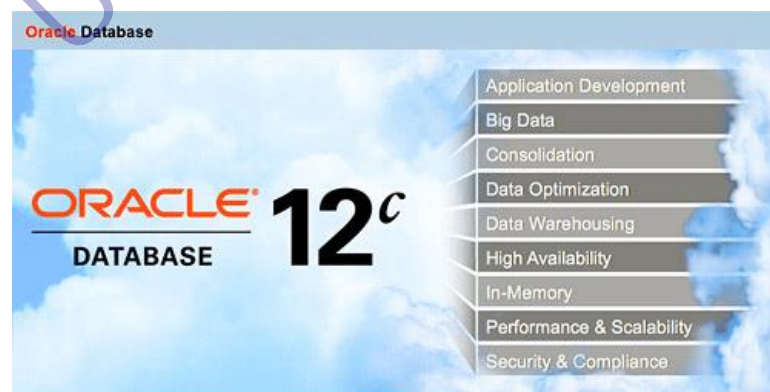 Oracle Database
ORACLE®
DATABASE
12c
Application Development
Big Data
Consolidation
Data Optimization
Data Warehousing
High Availability
In-Memory
Performance & Scalability
Security & Compliance